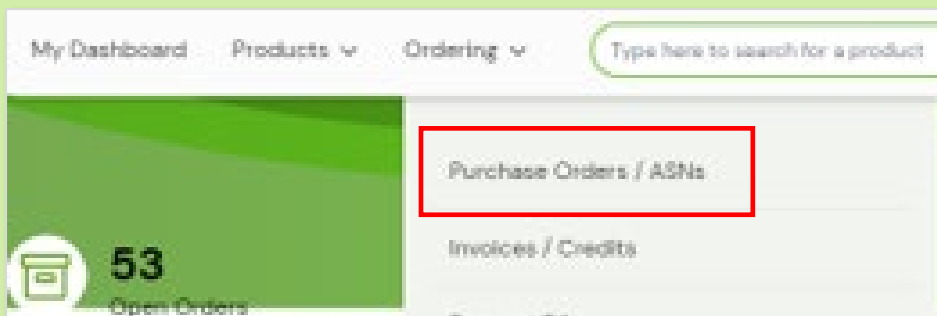 My Dashboard Products Ordering Type here to search for a product
Purchase Orders / ASNs
Invoices / Credits
53
Open Orders